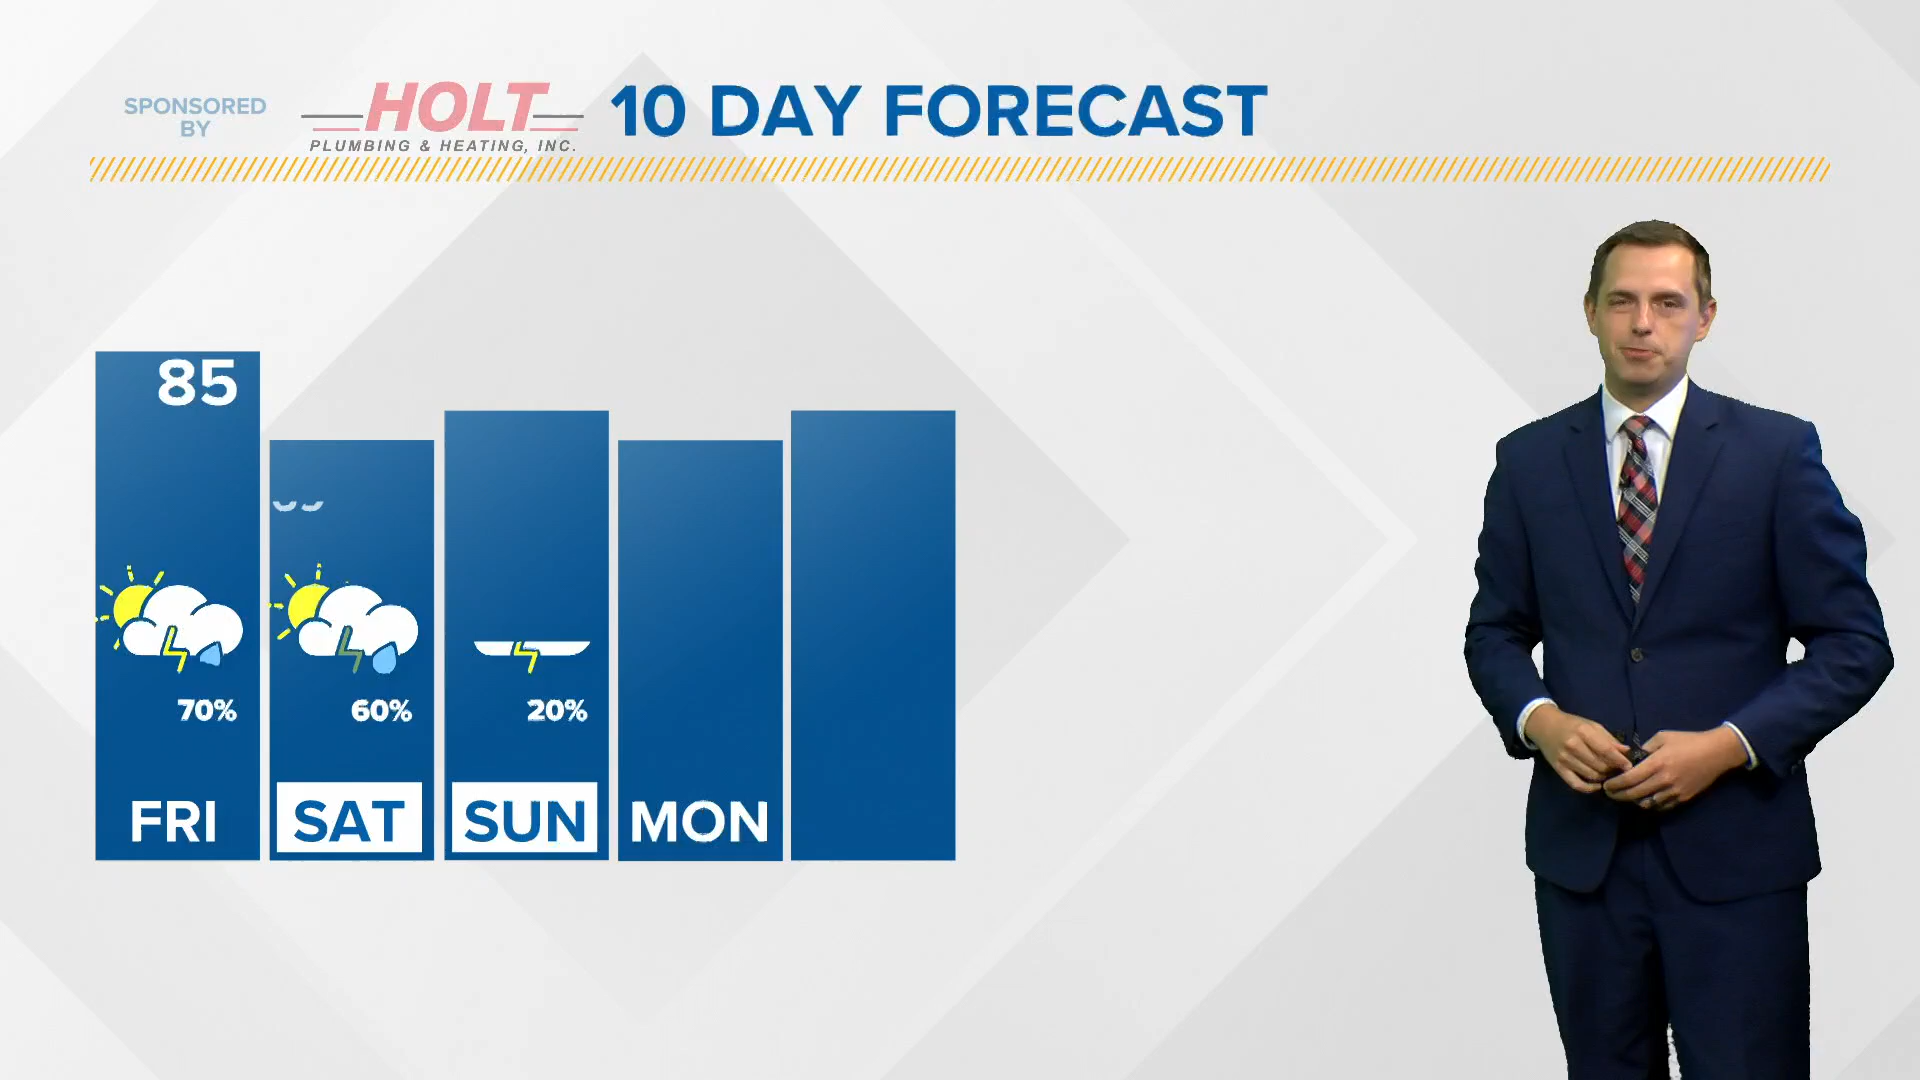 SPONSORED
BY
HOLT
PLUMBING & HEATING, INC.
10 DAY FORECAST
85
70%
60%
20%
FRI
SAT
SUN
MON